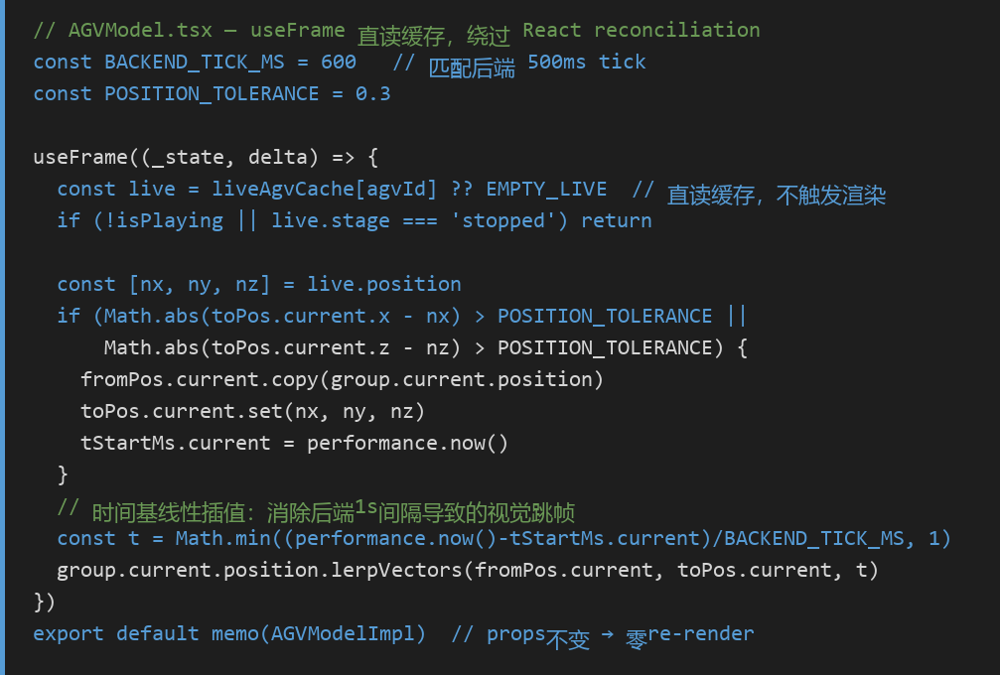 // AGVModel.tsx — useFrame 直读缓存，绕过 React reconciliation
const BACKEND_TICK_MS = 600   // 匹配后端 500ms tick
const POSITION_TOLERANCE = 0.3
useFrame((_state, delta) => {
  const live = liveAgvCache[agvId] ?? EMPTY_LIVE  // 直读缓存，不触发渲染
  if (!isPlaying || live.stage === 'stopped') return
  const [nx, ny, nz] = live.position
  if (Math.abs(toPos.current.x - nx) > POSITION_TOLERANCE ||
      Math.abs(toPos.current.z - nz) > POSITION_TOLERANCE) {
    fromPos.current.copy(group.current.position)
    toPos.current.set(nx, ny, nz)
    tStartMs.current = performance.now()
  }
  // 时间基线性插值：消除后端1s间隔导致的视觉跳帧
  const t = Math.min((performance.now()-tStartMs.current)/BACKEND_TICK_MS, 1)
  group.current.position.lerpVectors(fromPos.current, toPos.current, t)
})
export default memo(AGVModelImpl)  // props不变 → 零re-render